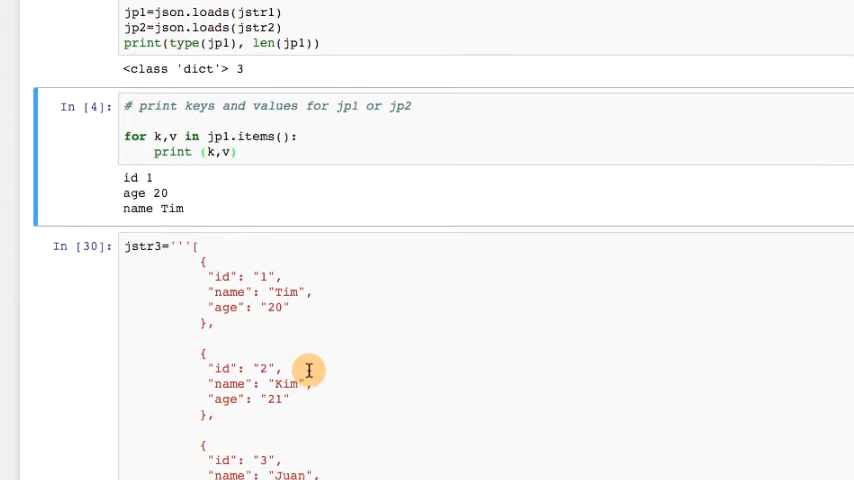 jp1=json.loads(jstr1)
jp2=json.loads(jstr2)
print(type(jp1), len(jp1))
<class 'dict'> 3
In [4]: # print keys and values for jp1 or jp2
for k,v in jp1.items():
print (k,v)
id 1
age 20
name Tim
In [30]: jstr3='''[
{
"id": "1",
"name": "Tim",
"age": "20"
},
{
"id": "2",
"name": "Kim",
"age": "21"
},
{
"id": "3",
"name": "Juan",